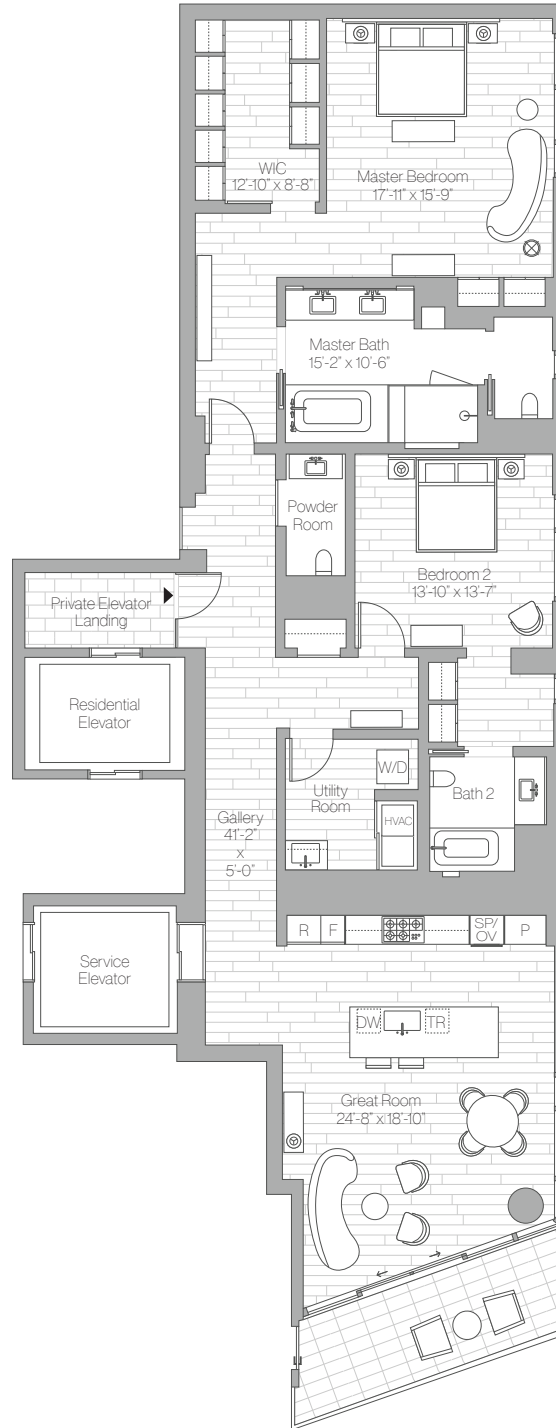 WIC
12'-10" x 8'-8"
Master Bedroom
17'-11" x 15'-9"
Master Bath
15'-2" x 10'-6"
Powder
Room
Bedroom 2
13'-10" x 13'-7"
Private Elevator
Landing
Residential
Elevator
W/D
Utility
Room
Bath 2
HVAC
Gallery
41'-2"
x
5'-0"
R
F
SP/
OV
P
Service
Elevator
DW
TR
Great Room
24'-8" x 18'-10"